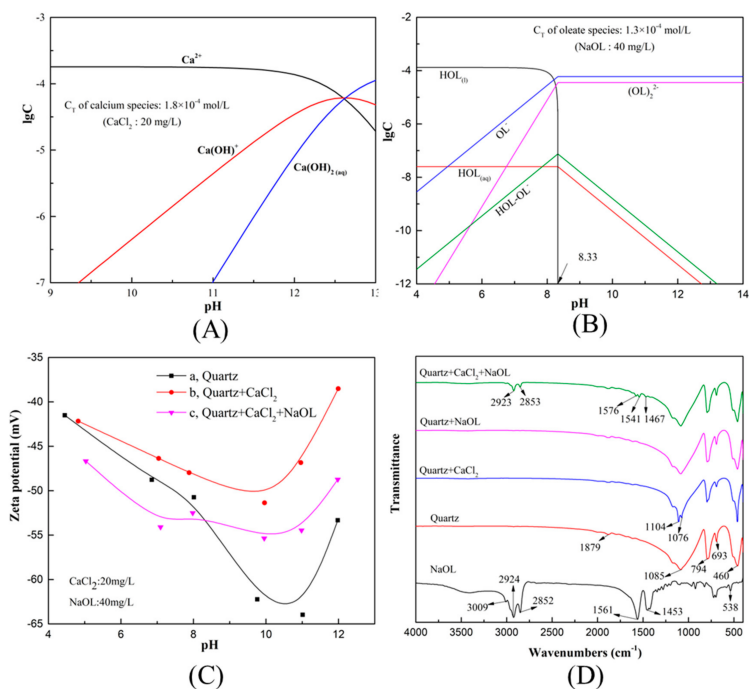 -3
-4
-5
-6
-7
lgC
Ca²⁺
C_T of calcium species: 1.8×10⁻⁴ mol/L
(CaCl₂ : 20 mg/L)
Ca(OH)⁺
Ca(OH)₂ (aq)
9 10 11 12 13
pH
(A)
0
-2
-4
-6
-8
-10
-12
lgC
C_T of oleate species: 1.3×10⁻⁴ mol/L
(NaOL : 40 mg/L)
HOL(l)
(OL)₂²⁻
OL⁻
HOL(aq)
HOL-OL⁻
8.33
4 6 8 10 12 14
pH
(B)
-35
-40
-45
-50
-55
-60
-65
Zeta potential (mV)
a, Quartz
b, Quartz+CaCl₂
c, Quartz+CaCl₂+NaOL
CaCl₂:20mg/L
NaOL:40mg/L
4 6 8 10 12
pH
(C)
Transmittance
Quartz+CaCl₂+NaOL
2923 2853
1576
1541 1467
Quartz+NaOL
Quartz+CaCl₂
1104
1076
Quartz
1879
1085 794 693 460
NaOL
3009
2924
2852
1561 1453
538
4000 3500 3000 2500 2000 1500 1000 500
Wavenumbers (cm⁻¹)
(D)